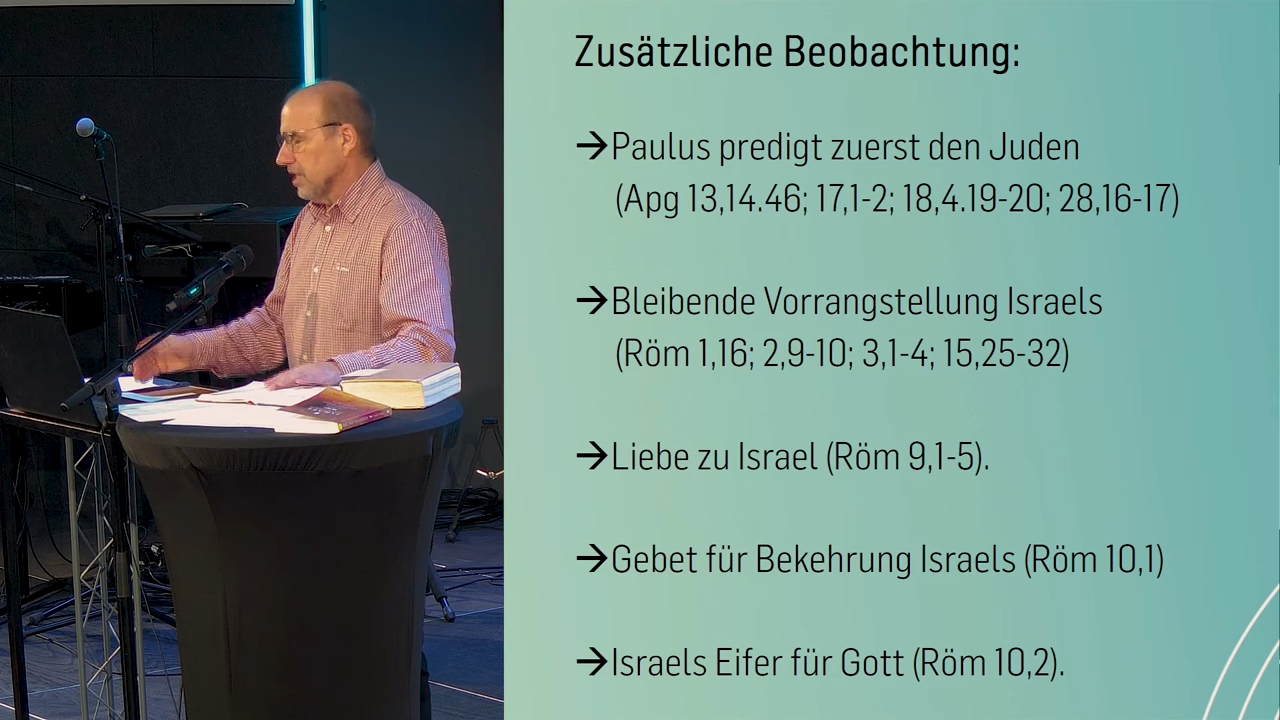 Zusätzliche Beobachtung:
→Paulus predigt zuerst den Juden
(Apg 13,14.46; 17,1-2; 18,4.19-20; 28,16-17)
→Bleibende Vorrangstellung Israels
(Röm 1,16; 2,9-10; 3,1-4; 15,25-32)
→Liebe zu Israel (Röm 9,1-5).
→Gebet für Bekehrung Israels (Röm 10,1)
→Israels Eifer für Gott (Röm 10,2).